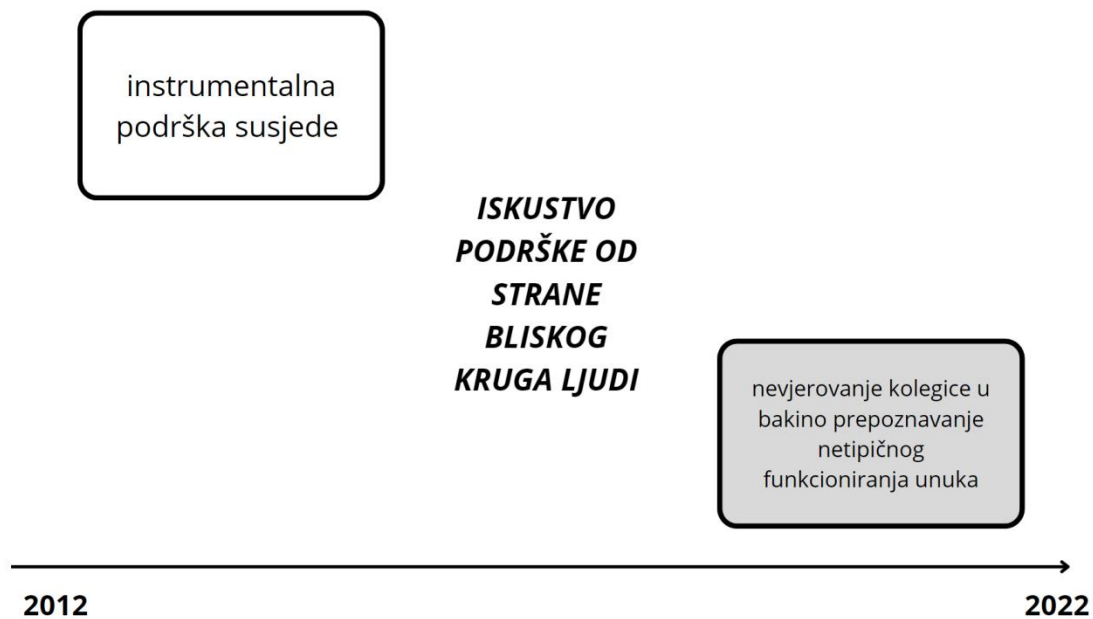 instrumentalna
podrška susjede
ISKUSTVO
PODRŠKE OD
STRANE
BLISKOG
KRUGA LJUDI
nevjerovanje kolegice u
bakino prepoznavanje
netipičnog
funkcioniranja unuka
2012
2022